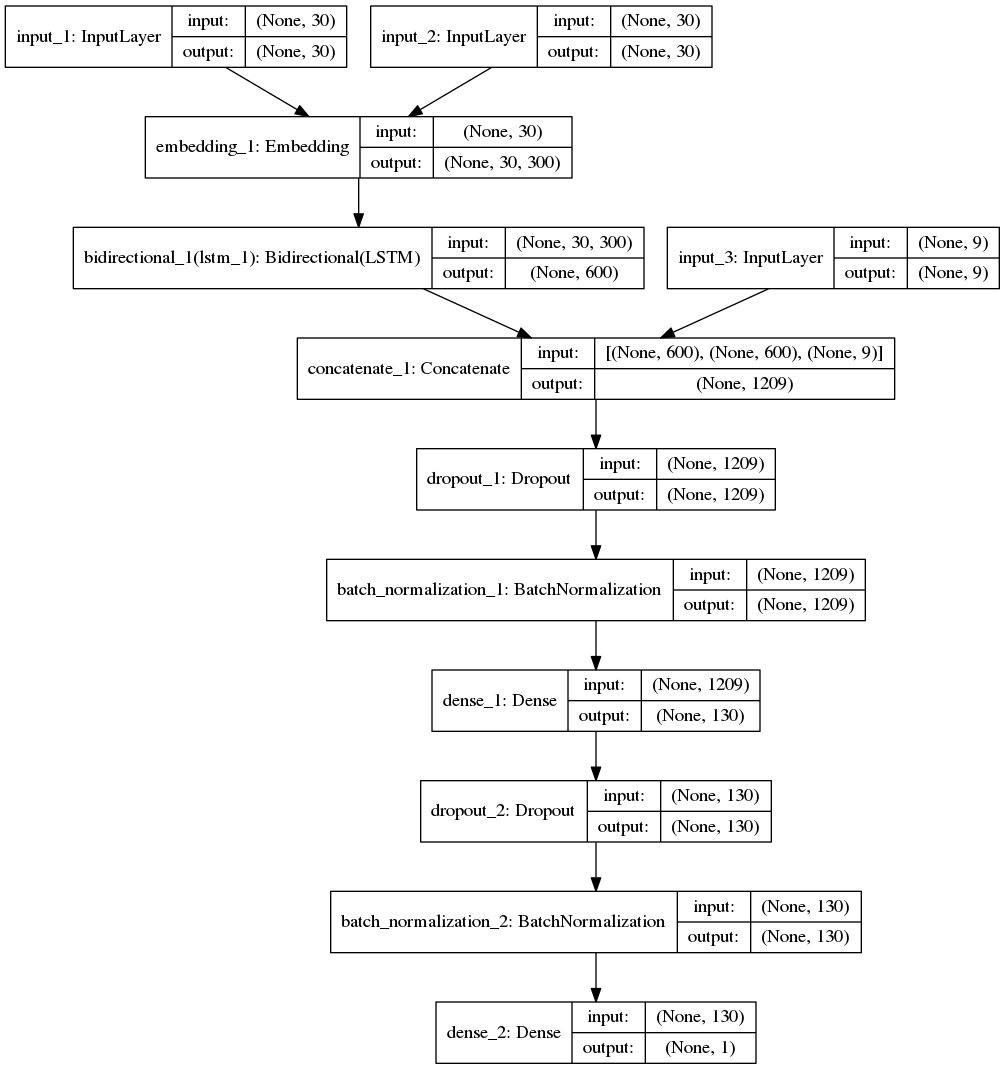 input_1: InputLayer
input: (None, 30)
output: (None, 30)
input_2: InputLayer
input: (None, 30)
output: (None, 30)
embedding_1: Embedding
input: (None, 30)
output: (None, 30, 300)
bidirectional_1(lstm_1): Bidirectional(LSTM)
input: (None, 30, 300)
output: (None, 600)
input_3: InputLayer
input: (None, 9)
output: (None, 9)
concatenate_1: Concatenate
input: [(None, 600), (None, 600), (None, 9)]
output: (None, 1209)
dropout_1: Dropout
input: (None, 1209)
output: (None, 1209)
batch_normalization_1: BatchNormalization
input: (None, 1209)
output: (None, 1209)
dense_1: Dense
input: (None, 1209)
output: (None, 130)
dropout_2: Dropout
input: (None, 130)
output: (None, 130)
batch_normalization_2: BatchNormalization
input: (None, 130)
output: (None, 130)
dense_2: Dense
input: (None, 130)
output: (None, 1)